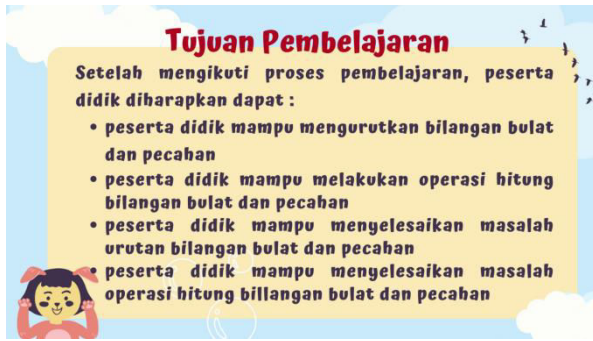 Tujuan Pembelajaran
Setelah mengikuti proses pembelajaran, peserta
didik diharapkan dapat :
• peserta didik mampu mengurutkan bilangan bulat
dan pecahan
• peserta didik mampu melakukan operasi hitung
bilangan bulat dan pecahan
• peserta didik mampu menyelesaikan masalah
urutan bilangan bulat dan pecahan
• peserta didik mampu menyelesaikan masalah
operasi hitung billangan bulat dan pecahan